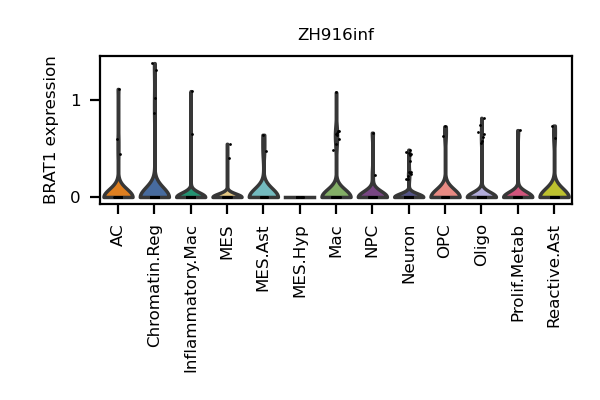 ZH916inf
BRAT1 expression
1
0
AC
Chromatin.Reg
Inflammatory.Mac
MES
MES.Ast
MES.Hyp
Mac
NPC
Neuron
OPC
Oligo
Prolif.Metab
Reactive.Ast